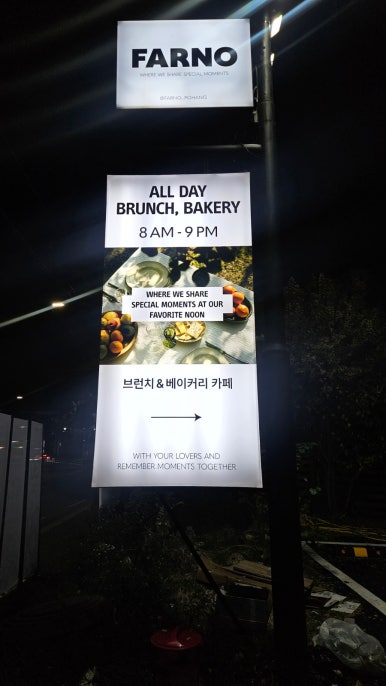 FARNO
WHERE WE SHARE SPECIAL MOMENTS
@FARNO_POHANG
ALL DAY
BRUNCH, BAKERY
8 AM - 9 PM
WHERE WE SHARE
SPECIAL MOMENTS AT OUR
FAVORITE NOON
브런치 & 베이커리 카페
WITH YOUR LOVERS AND
REMEMBER MOMENTS TOGETHER